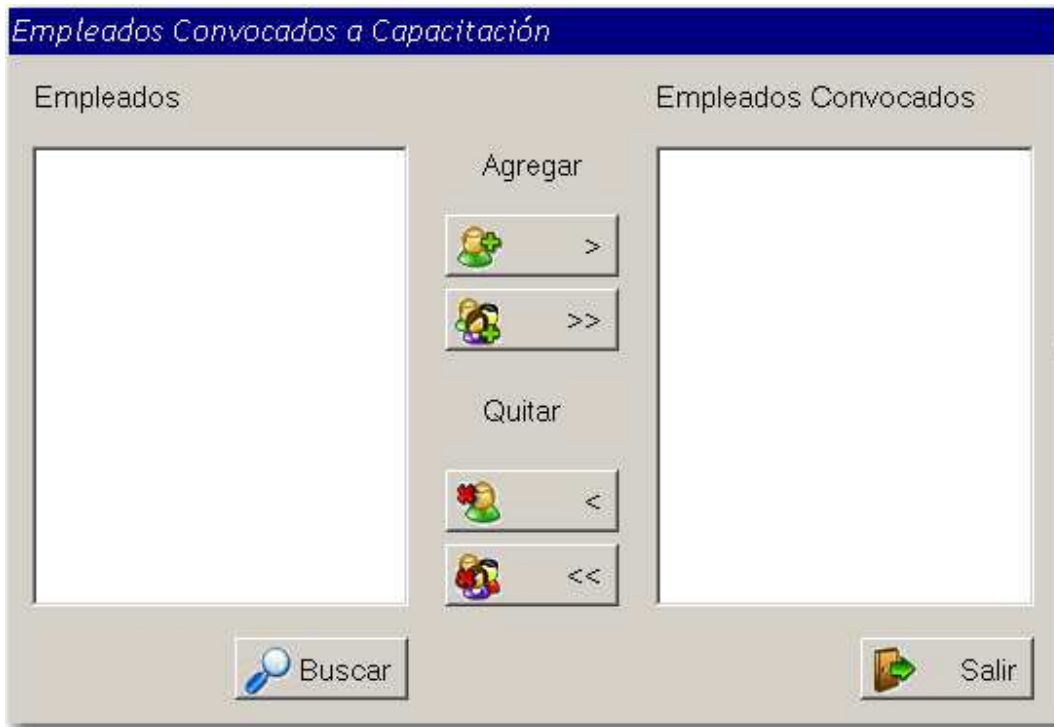 Empleados Convocados a Capacitación
Empleados
Empleados Convocados
Agregar
>
>>
Quitar
<
<<
Buscar
Salir